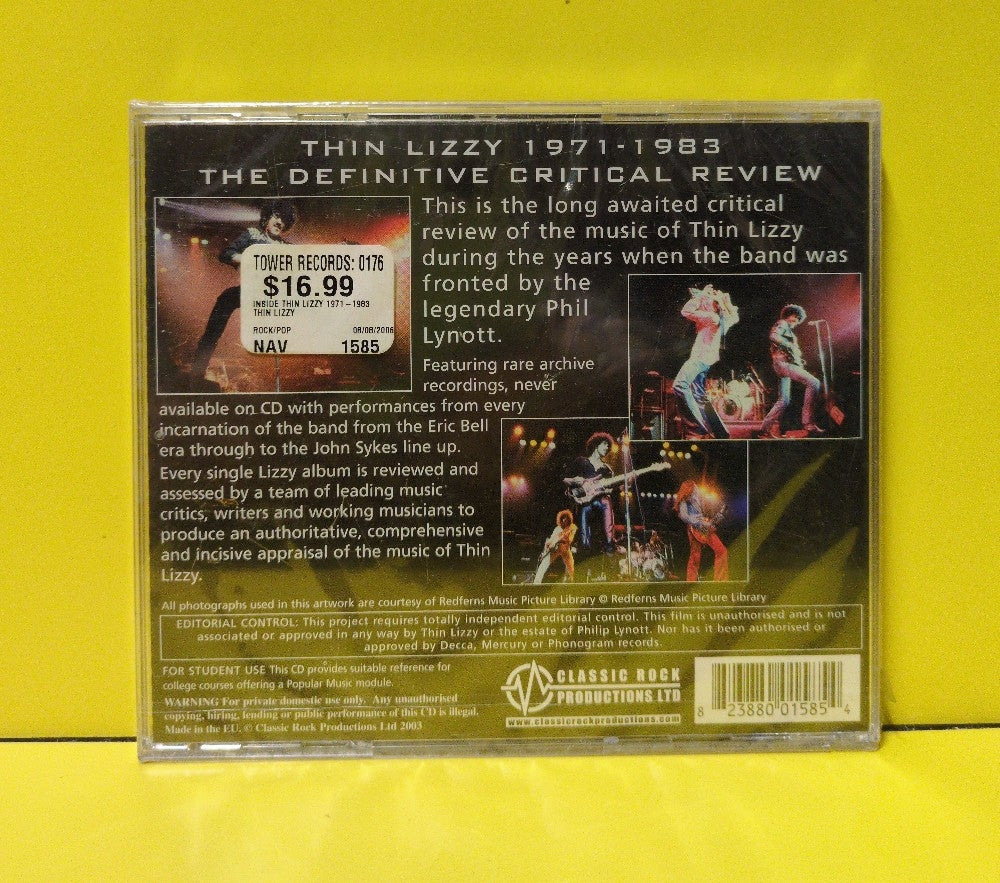 THIN LIZZY 1971-1983
THE DEFINITIVE CRITICAL REVIEW
This is the long awaited critical
review of the music of Thin Lizzy
during the years when the band was
fronted by the
legendary Phil
Lynott.
TOWER RECORDS: 0176
$16.99
INSIDE THIN LIZZY 1971-1983
THIN LIZZY
ROCK/POP 08/08/2006
NAV 1585
Featuring rare archive
recordings, never
available on CD with performances from every
incarnation of the band from the Eric Bell
era through to the John Sykes line up.
Every single Lizzy album is reviewed and
assessed by a team of leading music
critics, writers and working musicians to
produce an authoritative, comprehensive
and incisive appraisal of the music of Thin
Lizzy.
All photographs used in this artwork are courtesy of Redferns Music Picture Library © Redferns Music Picture Library
EDITORIAL CONTROL: This project requires totally independent editorial control. This film is unauthorised and is not
associated or approved in any way by Thin Lizzy or the estate of Philip Lynott. Nor has it been authorised or
approved by Decca, Mercury or Phonogram records.
FOR STUDENT USE This CD provides suitable reference for
college courses offering a Popular Music module.
WARNING For private domestic use only. Any unauthorised
copying, hiring, lending or public performance of this CD is illegal.
Made in the EU. © Classic Rock Productions Ltd 2003
CLASSIC ROCK
PRODUCTIONS LTD
www.classicrockproductions.com
8 23880 01585 4